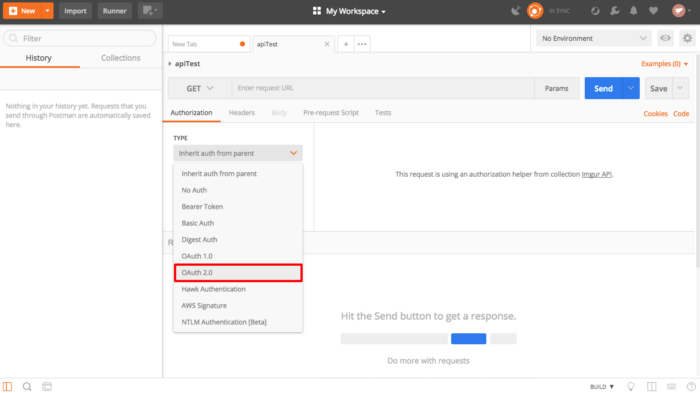 New
Import
Runner
My Workspace
IN SYNC
Filter
History
Collections
Nothing in your history yet. Requests that you
send through Postman are automatically saved
here.
New Tab
apiTest
No Environment
apiTest
Examples (0)
GET
Enter request URL
Params
Send
Save
Authorization
Headers
Body
Pre-request Script
Tests
Cookies
Code
TYPE
Inherit auth from parent
Inherit auth from parent
No Auth
Bearer Token
Basic Auth
Digest Auth
OAuth 1.0
OAuth 2.0
Hawk Authentication
AWS Signature
NTLM Authentication [Beta]
This request is using an authorization helper from collection Imgur API.
Hit the Send button to get a response.
Do more with requests
BUILD